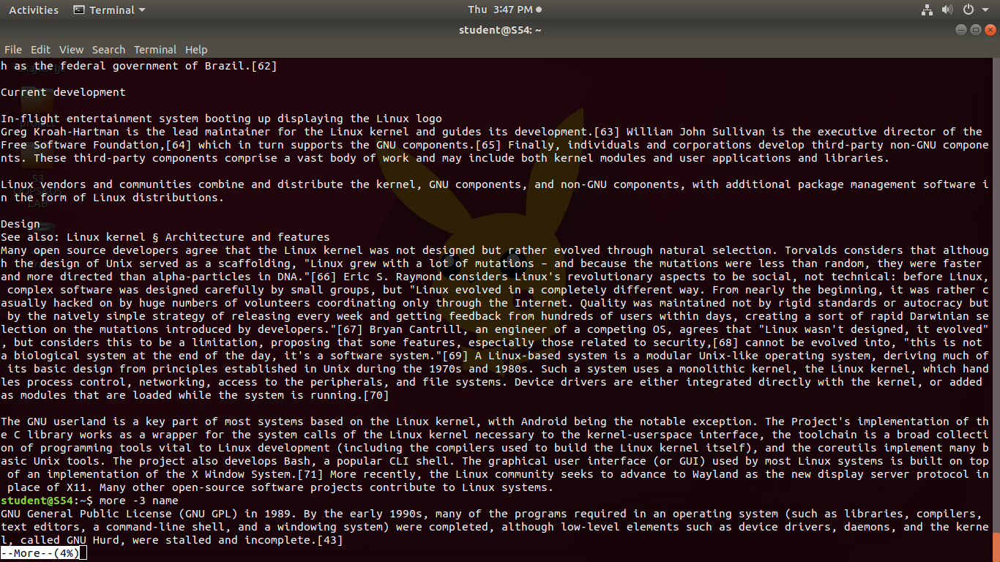 Activities Terminal Thu 3:47 PM
student@S54: ~
File Edit View Search Terminal Help
h as the federal government of Brazil.[62]
Current development
In-flight entertainment system booting up displaying the Linux logo
Greg Kroah-Hartman is the lead maintainer for the Linux kernel and guides its development.[63] William John Sullivan is the executive director of the
Free Software Foundation,[64] which in turn supports the GNU components.[65] Finally, individuals and corporations develop third-party non-GNU compone
nts. These third-party components comprise a vast body of work and may include both kernel modules and user applications and libraries.
Linux vendors and communities combine and distribute the kernel, GNU components, and non-GNU components, with additional package management software i
n the form of Linux distributions.
Design
See also: Linux kernel § Architecture and features
Many open source developers agree that the Linux kernel was not designed but rather evolved through natural selection. Torvalds considers that althoug
h the design of Unix served as a scaffolding, "Linux grew with a lot of mutations – and because the mutations were less than random, they were faster
and more directed than alpha-particles in DNA."[66] Eric S. Raymond considers Linux's revolutionary aspects to be social, not technical: before Linux,
complex software was designed carefully by small groups, but "Linux evolved in a completely different way. From nearly the beginning, it was rather c
asually hacked on by huge numbers of volunteers coordinating only through the Internet. Quality was maintained not by rigid standards or autocracy but
by the naively simple strategy of releasing every week and getting feedback from hundreds of users within days, creating a sort of rapid Darwinian se
lection on the mutations introduced by developers."[67] Bryan Cantrill, an engineer of a competing OS, agrees that "Linux wasn't designed, it evolved"
, but considers this to be a limitation, proposing that some features, especially those related to security,[68] cannot be evolved into, "this is not
a biological system at the end of the day, it's a software system."[69] A Linux-based system is a modular Unix-like operating system, deriving much of
its basic design from principles established in Unix during the 1970s and 1980s. Such a system uses a monolithic kernel, the Linux kernel, which hand
les process control, networking, access to the peripherals, and file systems. Device drivers are either integrated directly with the kernel, or added
as modules that are loaded while the system is running.[70]
The GNU userland is a key part of most systems based on the Linux kernel, with Android being the notable exception. The Project's implementation of th
e C library works as a wrapper for the system calls of the Linux kernel necessary to the kernel-userspace interface, the toolchain is a broad collecti
on of programming tools vital to Linux development (including the compilers used to build the Linux kernel itself), and the coreutils implement many b
asic Unix tools. The project also develops Bash, a popular CLI shell. The graphical user interface (or GUI) used by most Linux systems is built on top
of an implementation of the X Window System.[71] More recently, the Linux community seeks to advance to Wayland as the new display server protocol in
place of X11. Many other open-source software projects contribute to Linux systems.
student@S54:~$ more -3 name
GNU General Public License (GNU GPL) in 1989. By the early 1990s, many of the programs required in an operating system (such as libraries, compilers,
text editors, a command-line shell, and a windowing system) were completed, although low-level elements such as device drivers, daemons, and the kerne
l, called GNU Hurd, were stalled and incomplete.[43]
--More--(4%)